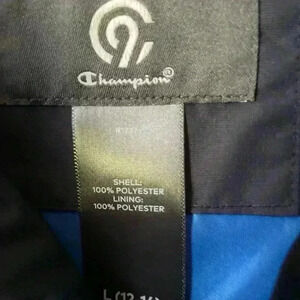 Champion®
SHELL:
100% POLYESTER
LINING:
100% POLYESTER